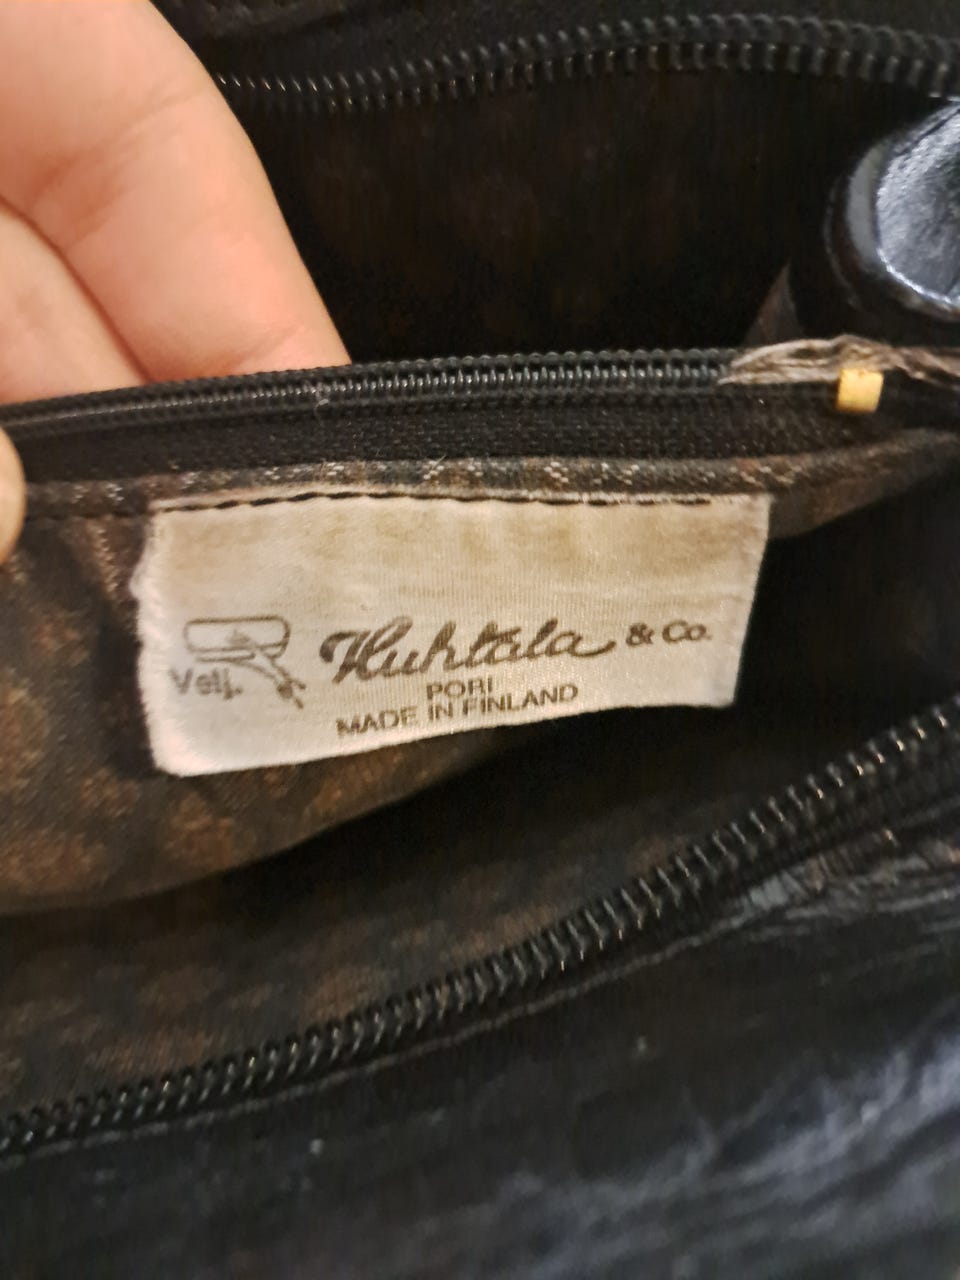 Velj. Huhtala & Co.
PORI
MADE IN FINLAND